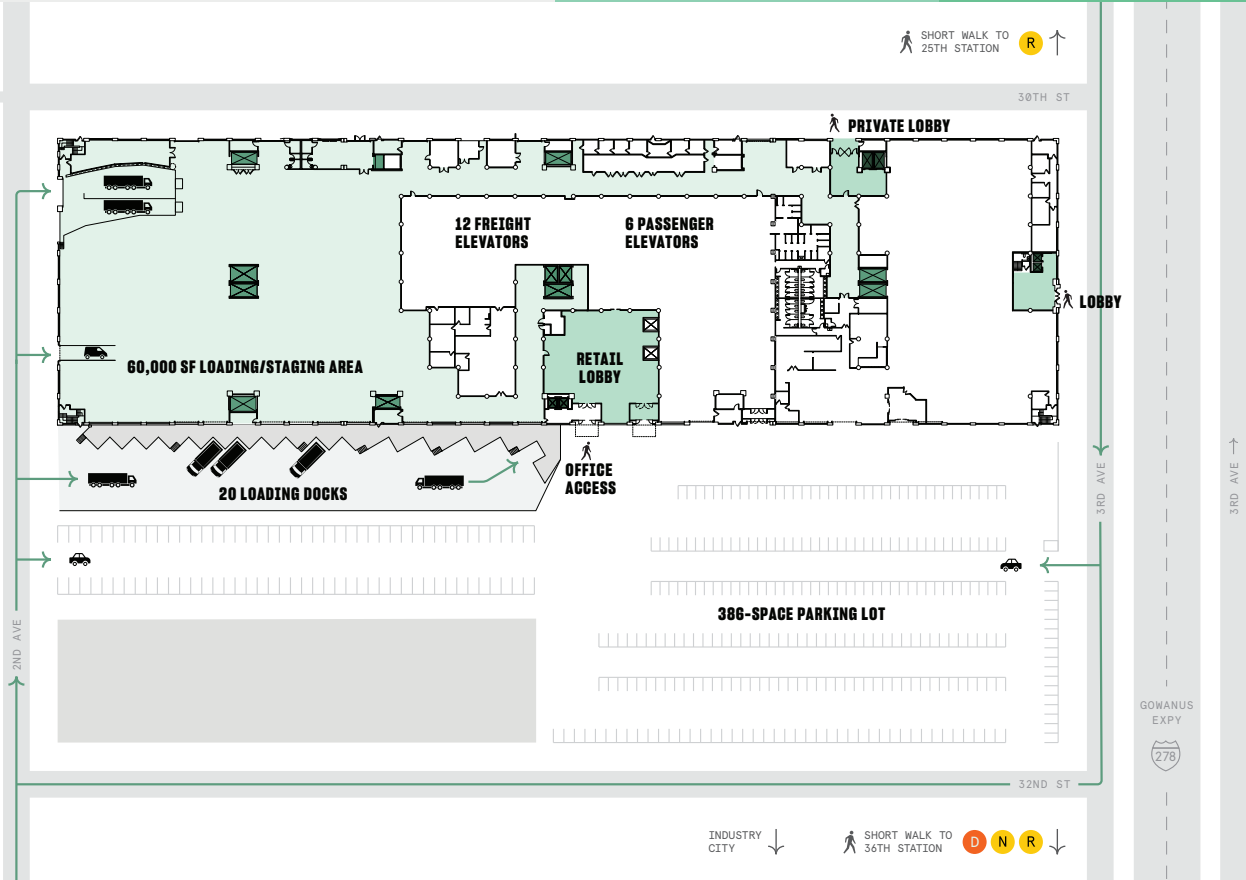 SHORT WALK TO
25TH STATION
R
30TH ST
PRIVATE LOBBY
12 FREIGHT
ELEVATORS
6 PASSENGER
ELEVATORS
LOBBY
60,000 SF LOADING/STAGING AREA
RETAIL
LOBBY
OFFICE
ACCESS
20 LOADING DOCKS
3RD AVE
3RD AVE
386-SPACE PARKING LOT
2ND AVE
GOWANUS
EXPY
278
32ND ST
INDUSTRY
CITY
SHORT WALK TO
36TH STATION
D N R